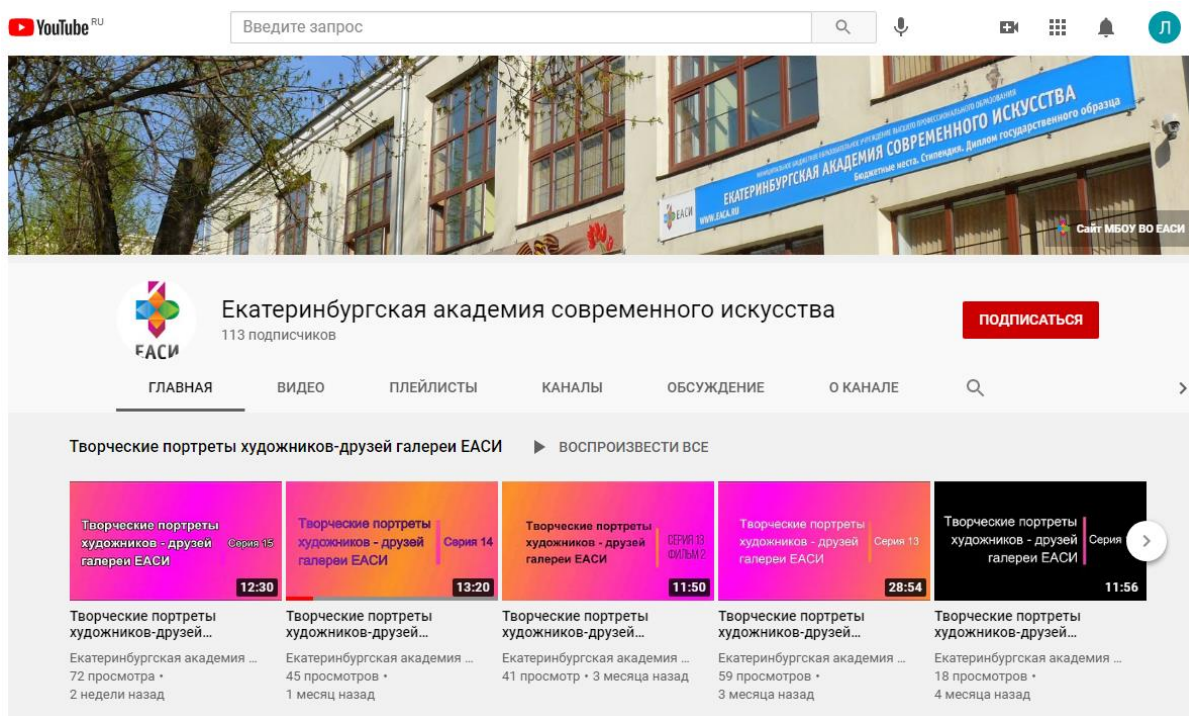 YouTube RU
Введите запрос
Л
МУНИЦИПАЛЬНОЕ БЮДЖЕТНОЕ ОБРАЗОВАТЕЛЬНОЕ УЧРЕЖДЕНИЕ ВЫСШЕГО ПРОФЕССИОНАЛЬНОГО ОБРАЗОВАНИЯ
ЕКАТЕРИНБУРГСКАЯ АКАДЕМИЯ СОВРЕМЕННОГО ИСКУССТВА
Бюджетные места. Стипендия. Диплом государственного образца
ЕАСИ
WWW.EACA.RU
Сайт МБОУ ВО ЕАСИ
ЕАСИ
Екатеринбургская академия современного искусства
113 подписчиков
ПОДПИСАТЬСЯ
ГЛАВНАЯ ВИДЕО ПЛЕЙЛИСТЫ КАНАЛЫ ОБСУЖДЕНИЕ О КАНАЛЕ
Творческие портреты художников-друзей галереи ЕАСИ ВОСПРОИЗВЕСТИ ВСЕ
Творческие портреты
художников - друзей
галереи ЕАСИ
Серия 15
12:30
Творческие портреты
художников-друзей...
Екатеринбургская академия ...
72 просмотра •
2 недели назад
Творческие портреты
художников - друзей
галереи ЕАСИ
Серия 14
13:20
Творческие портреты
художников-друзей...
Екатеринбургская академия ...
45 просмотров •
1 месяц назад
Творческие портреты
художников - друзей
галереи ЕАСИ
СЕРИЯ 13
ФИЛЬМ 2
11:50
Творческие портреты
художников-друзей...
Екатеринбургская академия ...
41 просмотр • 3 месяца назад
Творческие портреты
художников - друзей
галереи ЕАСИ
Серия 13
28:54
Творческие портреты
художников-друзей...
Екатеринбургская академия ...
59 просмотров •
3 месяца назад
Творческие портреты
художников - друзей
галереи ЕАСИ
Серия
11:56
Творческие портреты
художников-друзей...
Екатеринбургская академия ...
18 просмотров •
4 месяца назад